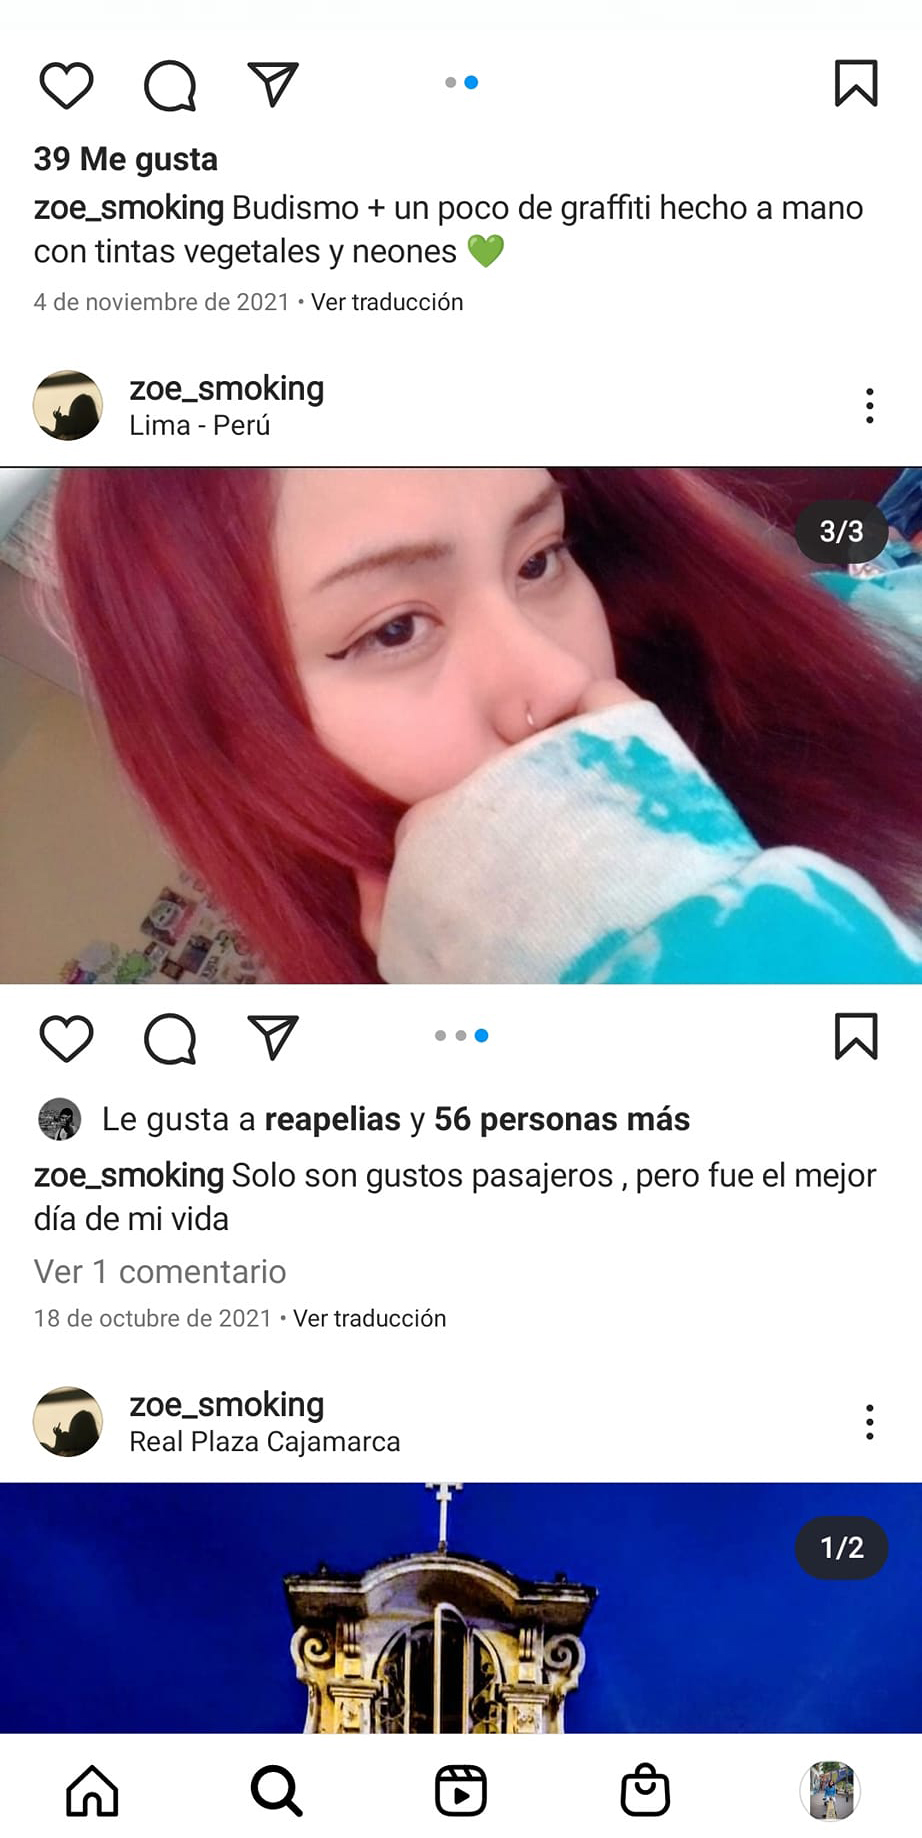 39 Me gusta
zoe_smoking Budismo + un poco de graffiti hecho a mano
con tintas vegetales y neones 💚
4 de noviembre de 2021 • Ver traducción
zoe_smoking
Lima - Perú
3/3
Le gusta a reapelias y 56 personas más
zoe_smoking Solo son gustos pasajeros , pero fue el mejor
día de mi vida
Ver 1 comentario
18 de octubre de 2021 • Ver traducción
zoe_smoking
Real Plaza Cajamarca
1/2